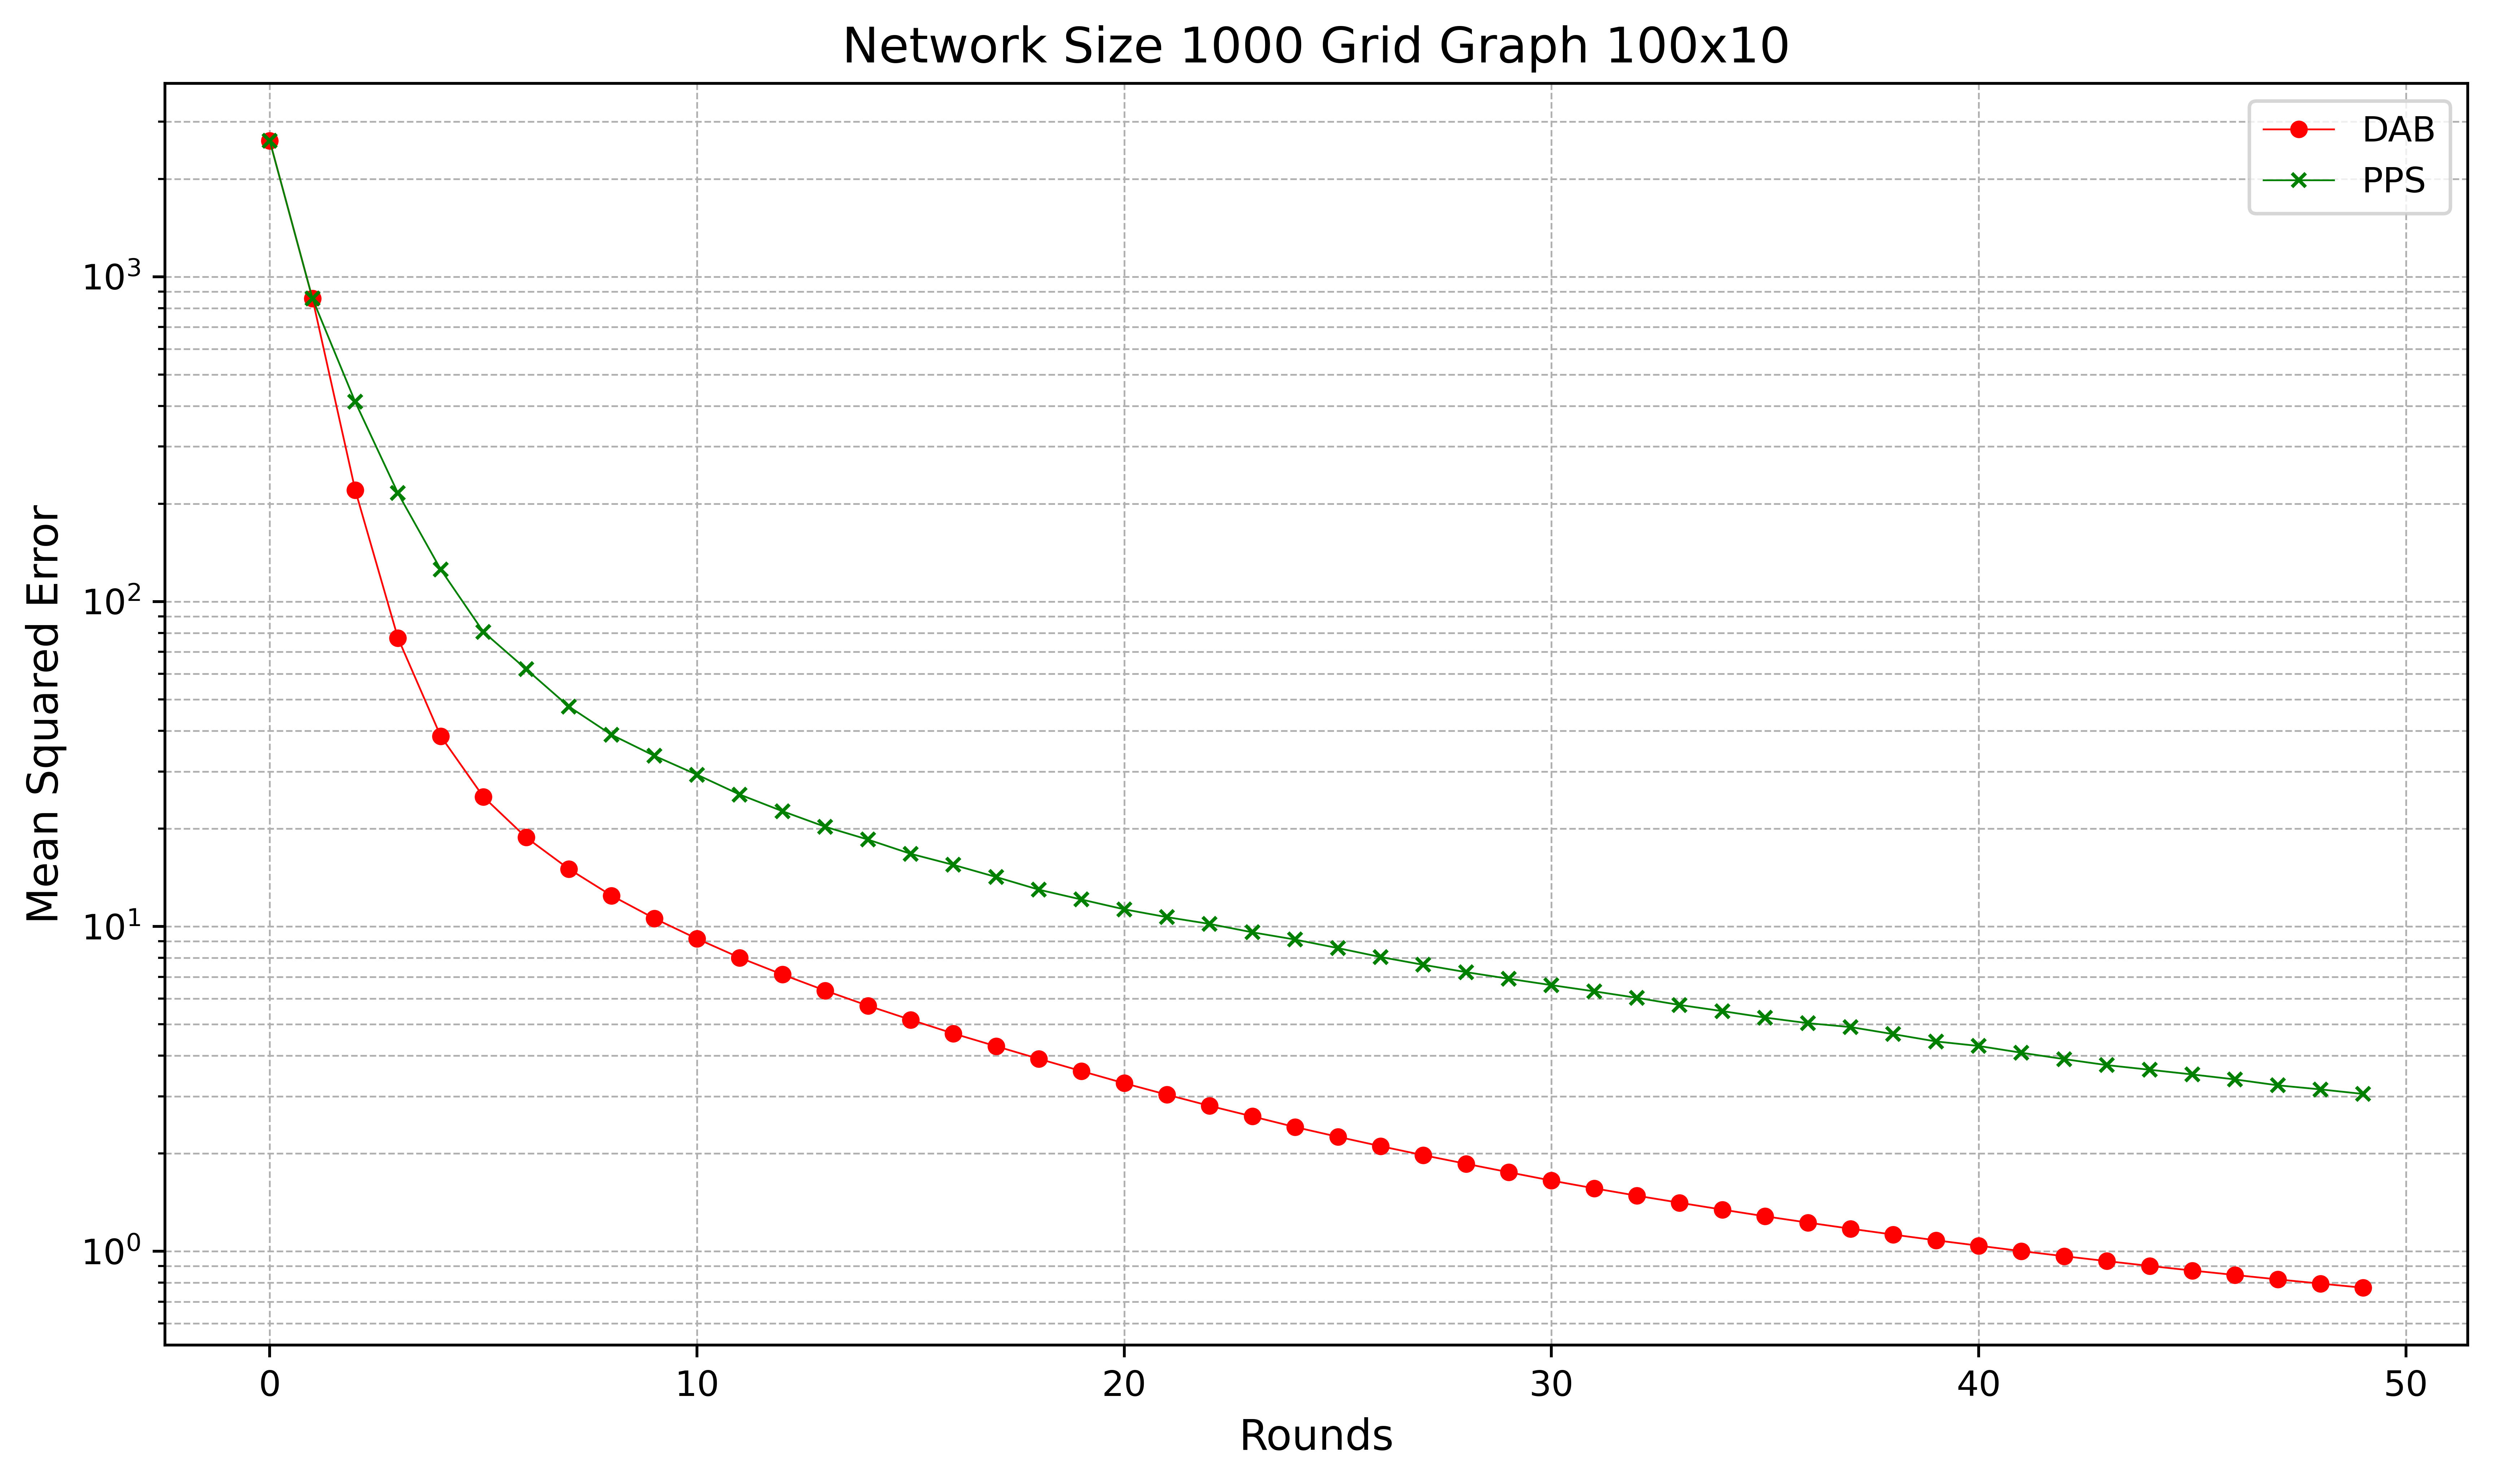 Network Size 1000 Grid Graph 100x10
DAB
PPS
Mean Squared Error
10³
10²
10¹
10⁰
0 10 20 30 40 50
Rounds